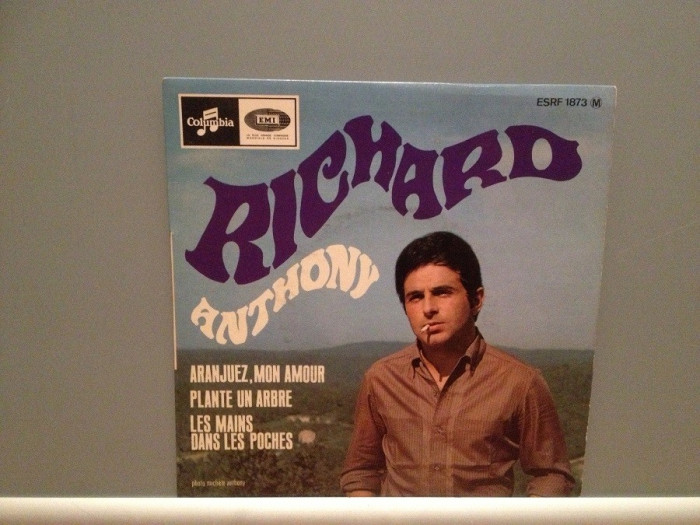 Columbia
EMI
ESRF 1873 M
RICHARD
ANTHONY
ARANJUEZ, MON AMOUR
PLANTE UN ARBRE
LES MAINS
DANS LES POCHES